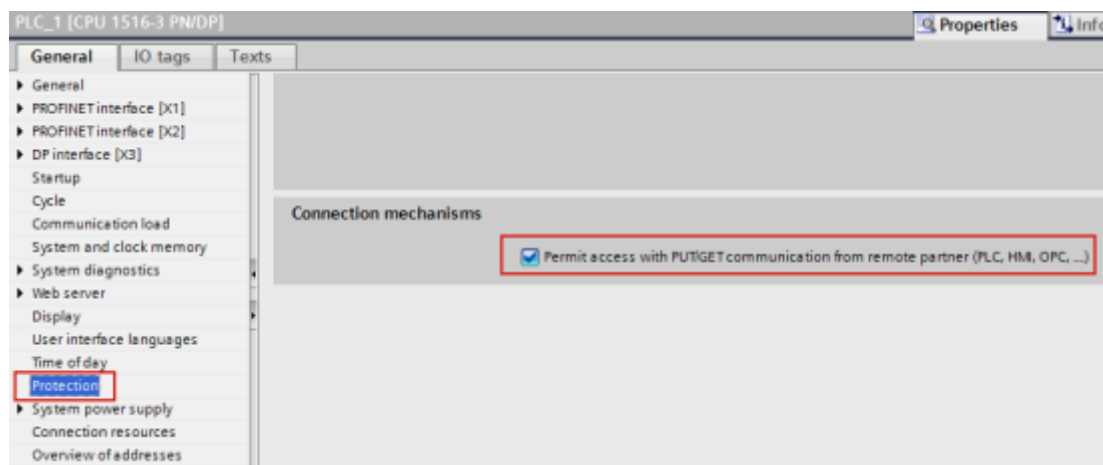 PLC_1 [CPU 1516-3 PN/DP]
Properties
Info
General
IO tags
Texts
General
PROFINET interface [X1]
PROFINET interface [X2]
DP interface [X3]
Startup
Cycle
Communication load
System and clock memory
System diagnostics
Web server
Display
User interface languages
Time of day
Protection
System power supply
Connection resources
Overview of addresses
Connection mechanisms
Permit access with PUT/GET communication from remote partner (PLC, HMI, OPC, ...)